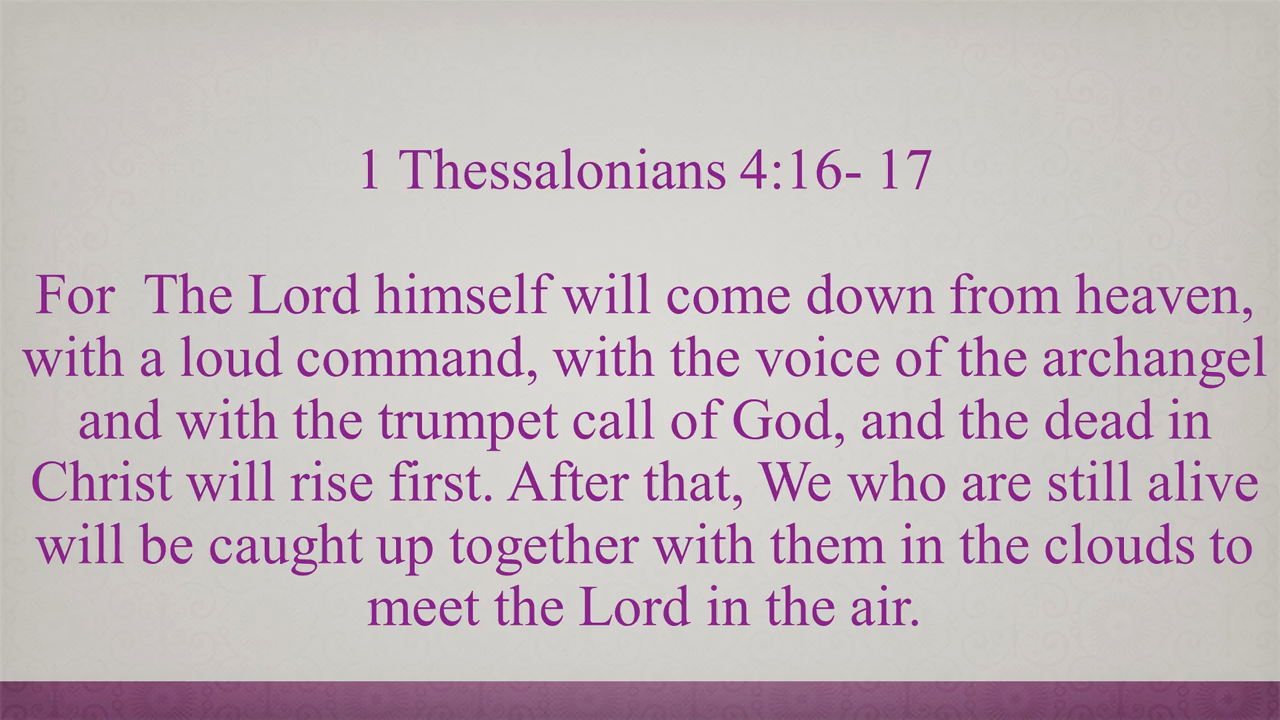 1 Thessalonians 4:16- 17
For  The Lord himself will come down from heaven,
with a loud command, with the voice of the archangel
and with the trumpet call of God, and the dead in
Christ will rise first. After that, We who are still alive
will be caught up together with them in the clouds to
meet the Lord in the air.